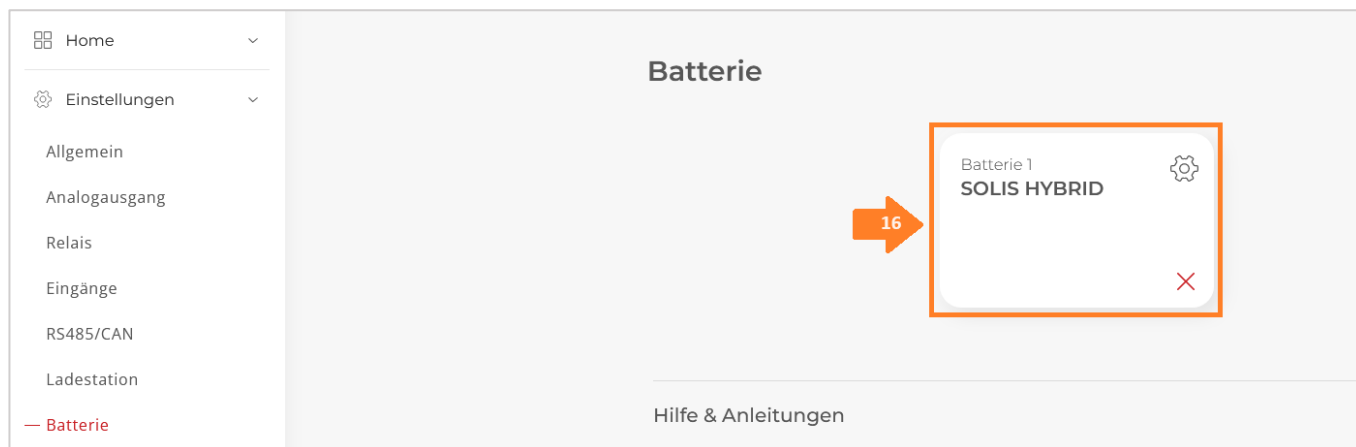 Home
Einstellungen
Allgemein
Analogausgang
Relais
Eingänge
RS485/CAN
Ladestation
Batterie
Batterie
Batterie 1
SOLIS HYBRID
16
Hilfe & Anleitungen